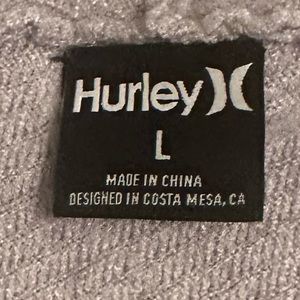 Hurley
L
MADE IN CHINA
DESIGNED IN COSTA MESA, CA